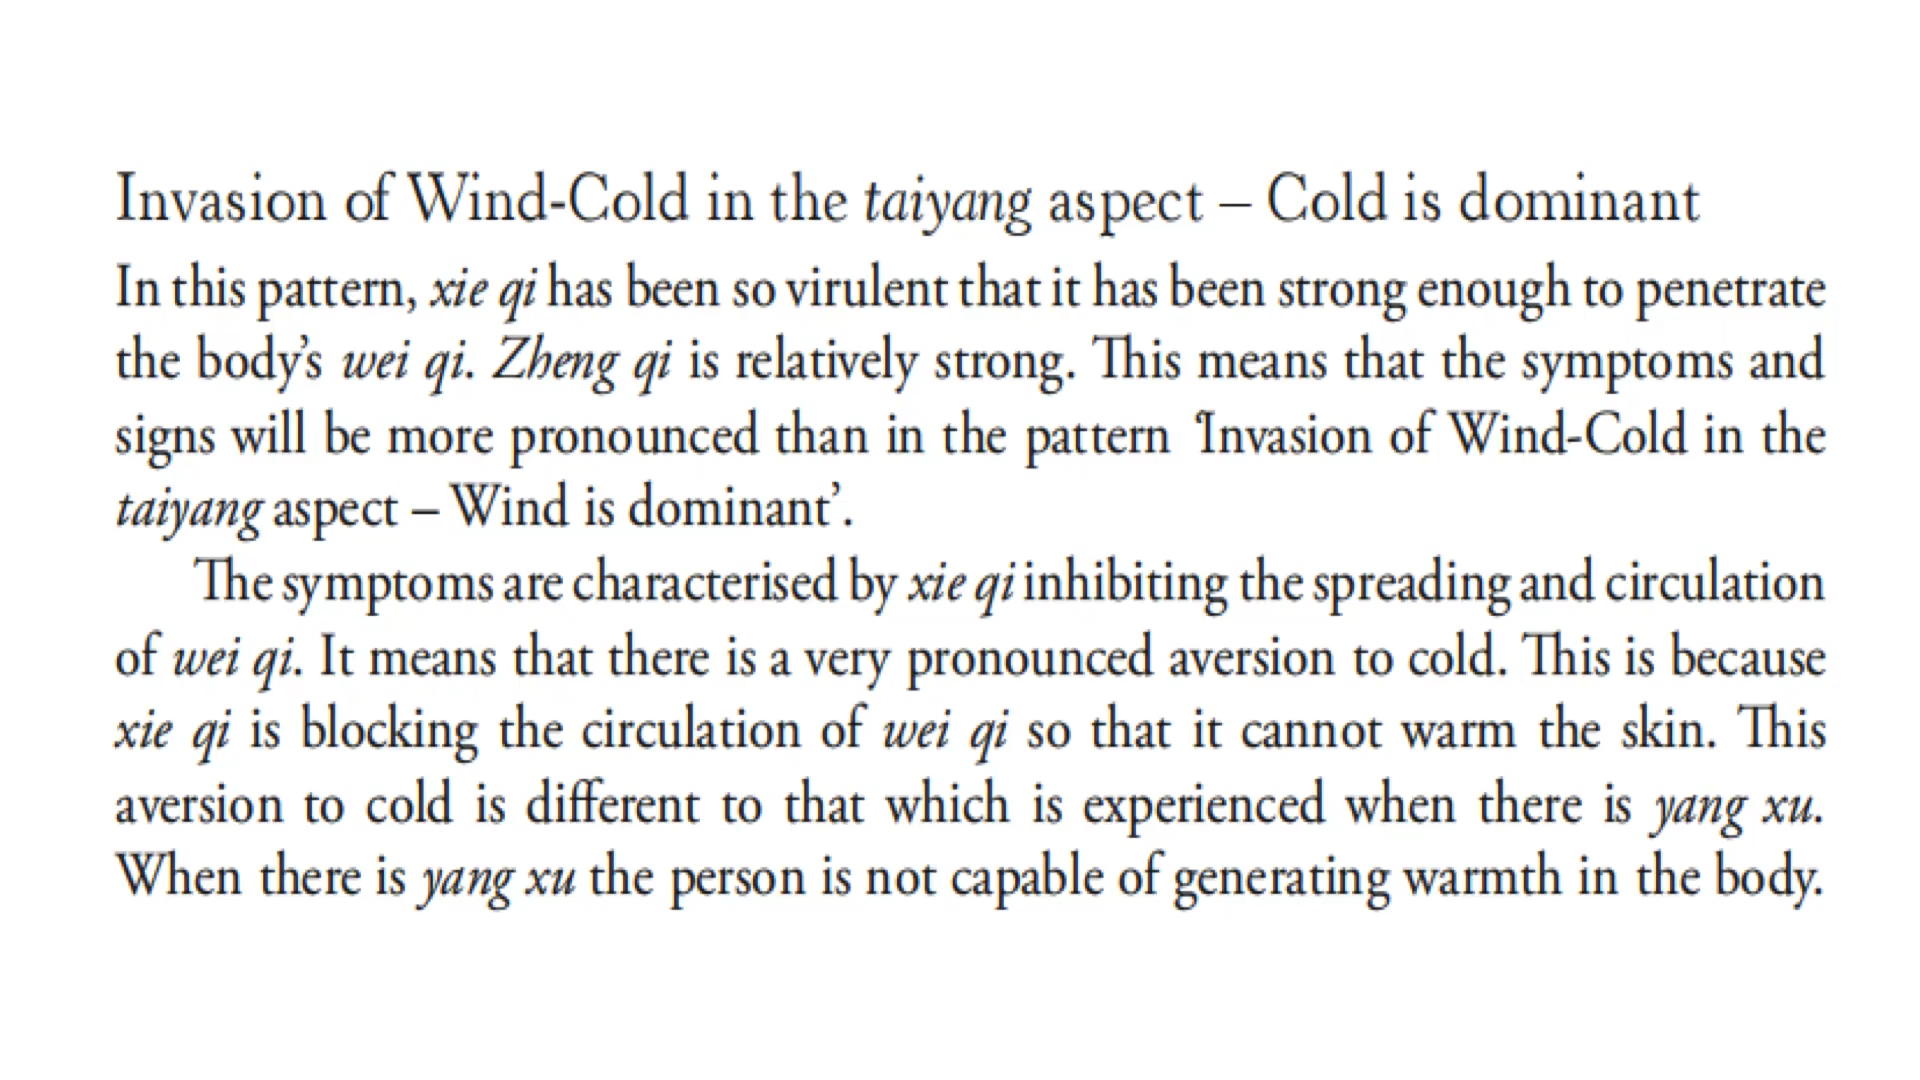 Invasion of Wind-Cold in the taiyang aspect – Cold is dominant
In this pattern, xie qi has been so virulent that it has been strong enough to penetrate
the body's wei qi. Zheng qi is relatively strong. This means that the symptoms and
signs will be more pronounced than in the pattern 'Invasion of Wind-Cold in the
taiyang aspect – Wind is dominant'.
The symptoms are characterised by xie qi inhibiting the spreading and circulation
of wei qi. It means that there is a very pronounced aversion to cold. This is because
xie qi is blocking the circulation of wei qi so that it cannot warm the skin. This
aversion to cold is different to that which is experienced when there is yang xu.
When there is yang xu the person is not capable of generating warmth in the body.